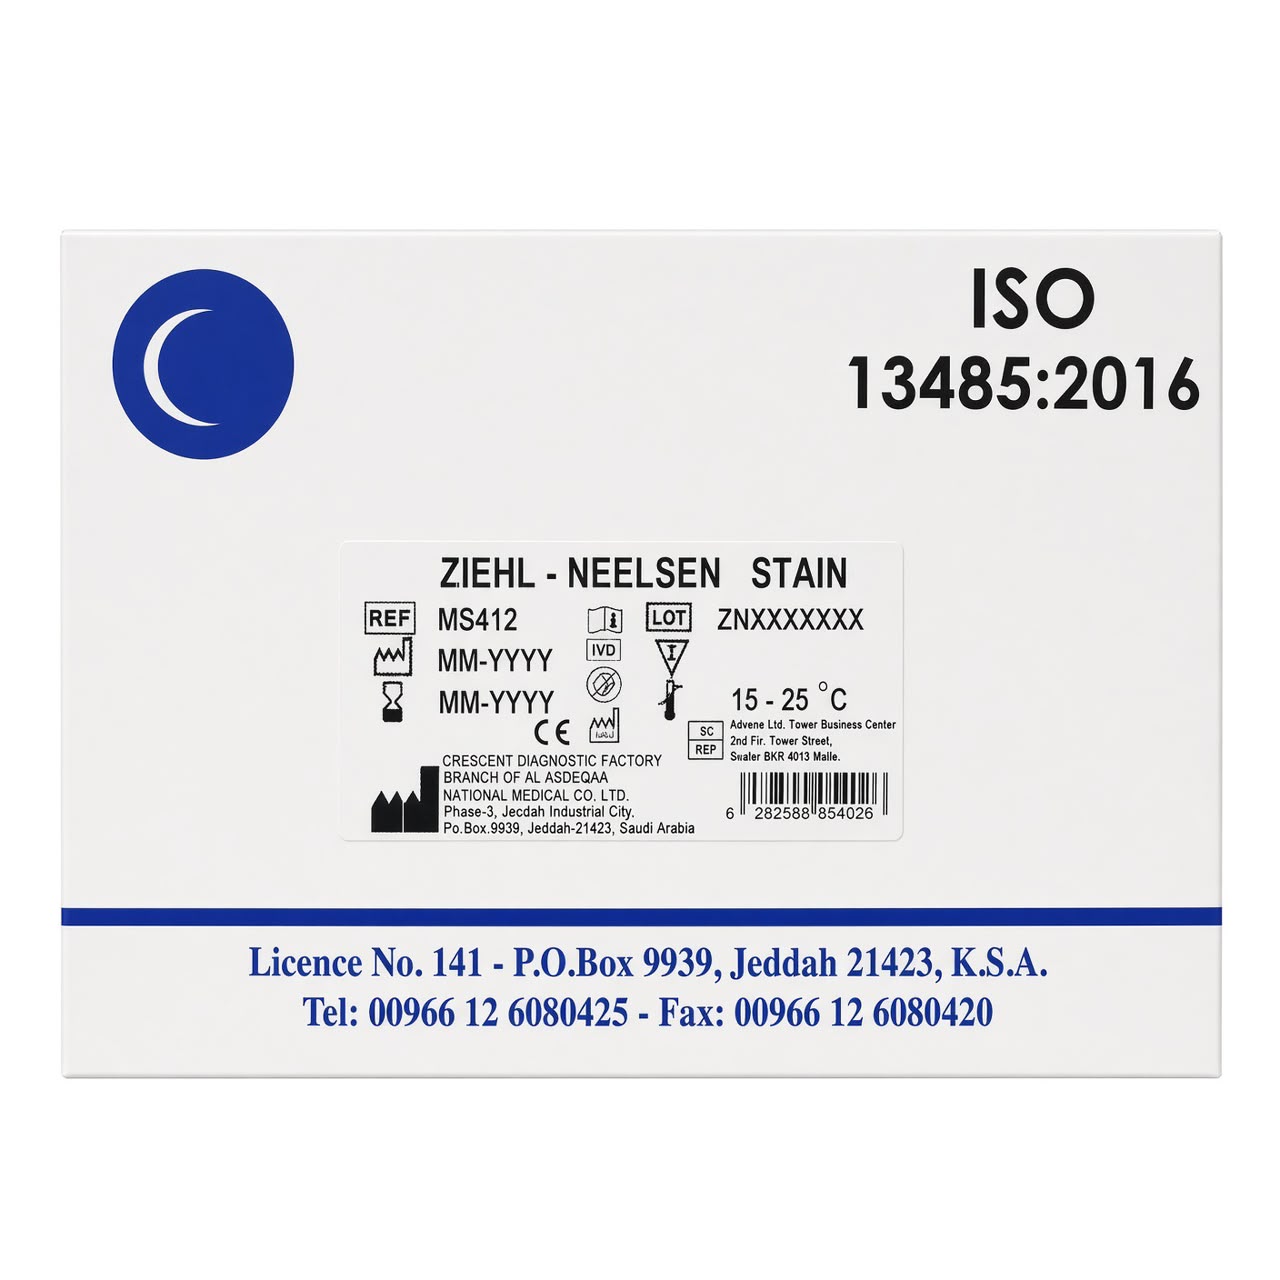 ISO
13485:2016
ZIEHL - NEELSEN STAIN
REF MS412
LOT ZNXXXXXXX
MM-YYYY
IVD
MM-YYYY
15 - 25 °C
CE
SC
REP
Advene Ltd. Tower Business Center
2nd Fir. Tower Street,
Swaler BKR 4013 Malle.
CRESCENT DIAGNOSTIC FACTORY
BRANCH OF AL ASDEQAA
NATIONAL MEDICAL CO. LTD.
Phase-3, Jecdah Industrial City.
Po.Box.9939, Jeddah-21423, Saudi Arabia
6 282588 854026
Licence No. 141 - P.O.Box 9939, Jeddah 21423, K.S.A.
Tel: 00966 12 6080425 - Fax: 00966 12 6080420